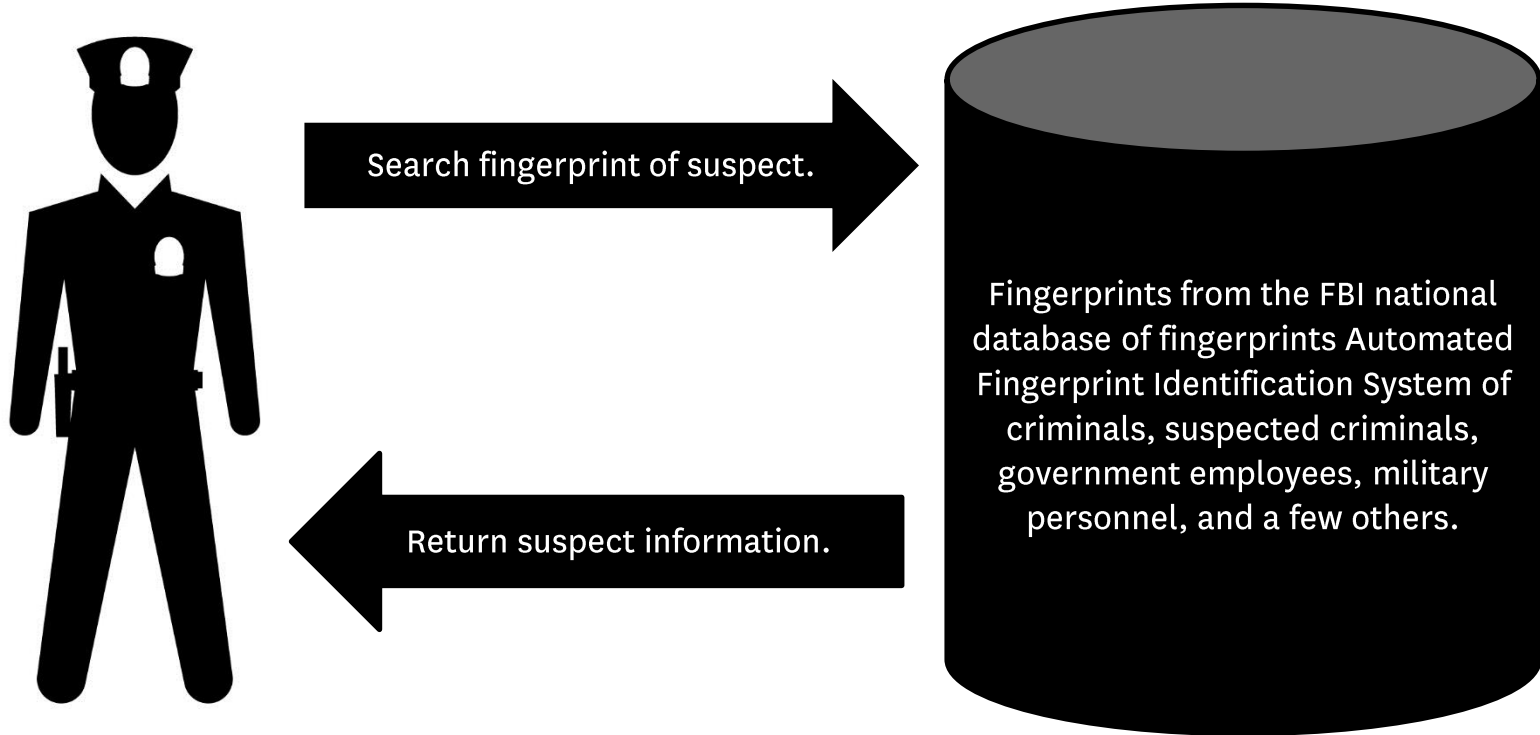 Search fingerprint of suspect.
Fingerprints from the FBI national
database of fingerprints Automated
Fingerprint Identification System of
criminals, suspected criminals,
government employees, military
personnel, and a few others.
Return suspect information.